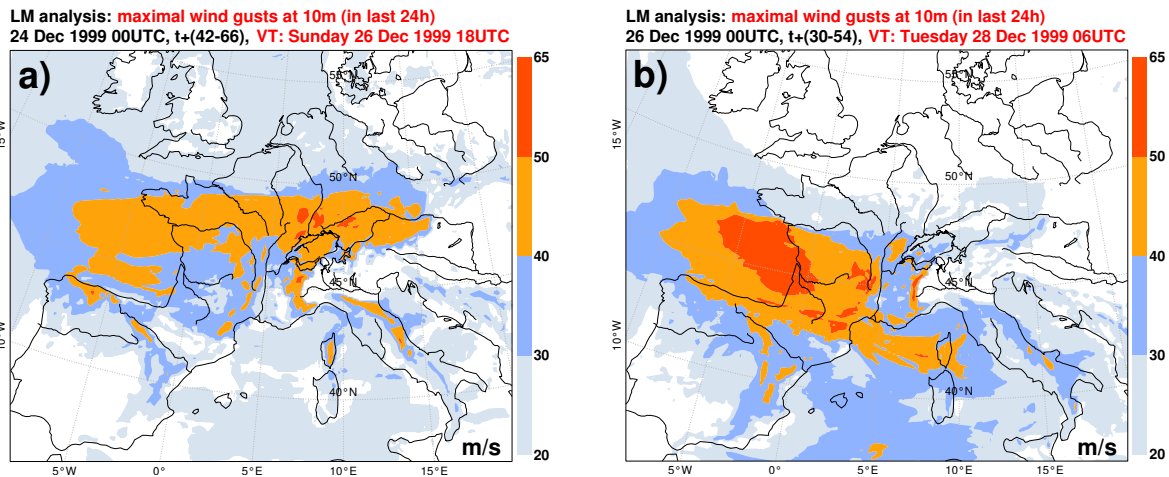 LM analysis: maximal wind gusts at 10m (in last 24h)
24 Dec 1999 00UTC, t+(42-66), VT: Sunday 26 Dec 1999 18UTC
a)
55°N
50°N
45°N
40°N
15°W
10°W
5°W
0°
5°E
10°E
15°E
m/s
65
50
40
30
20
LM analysis: maximal wind gusts at 10m (in last 24h)
26 Dec 1999 00UTC, t+(30-54), VT: Tuesday 28 Dec 1999 06UTC
b)
55°N
50°N
45°N
40°N
15°W
10°W
5°W
0°
5°E
10°E
15°E
m/s
65
50
40
30
20